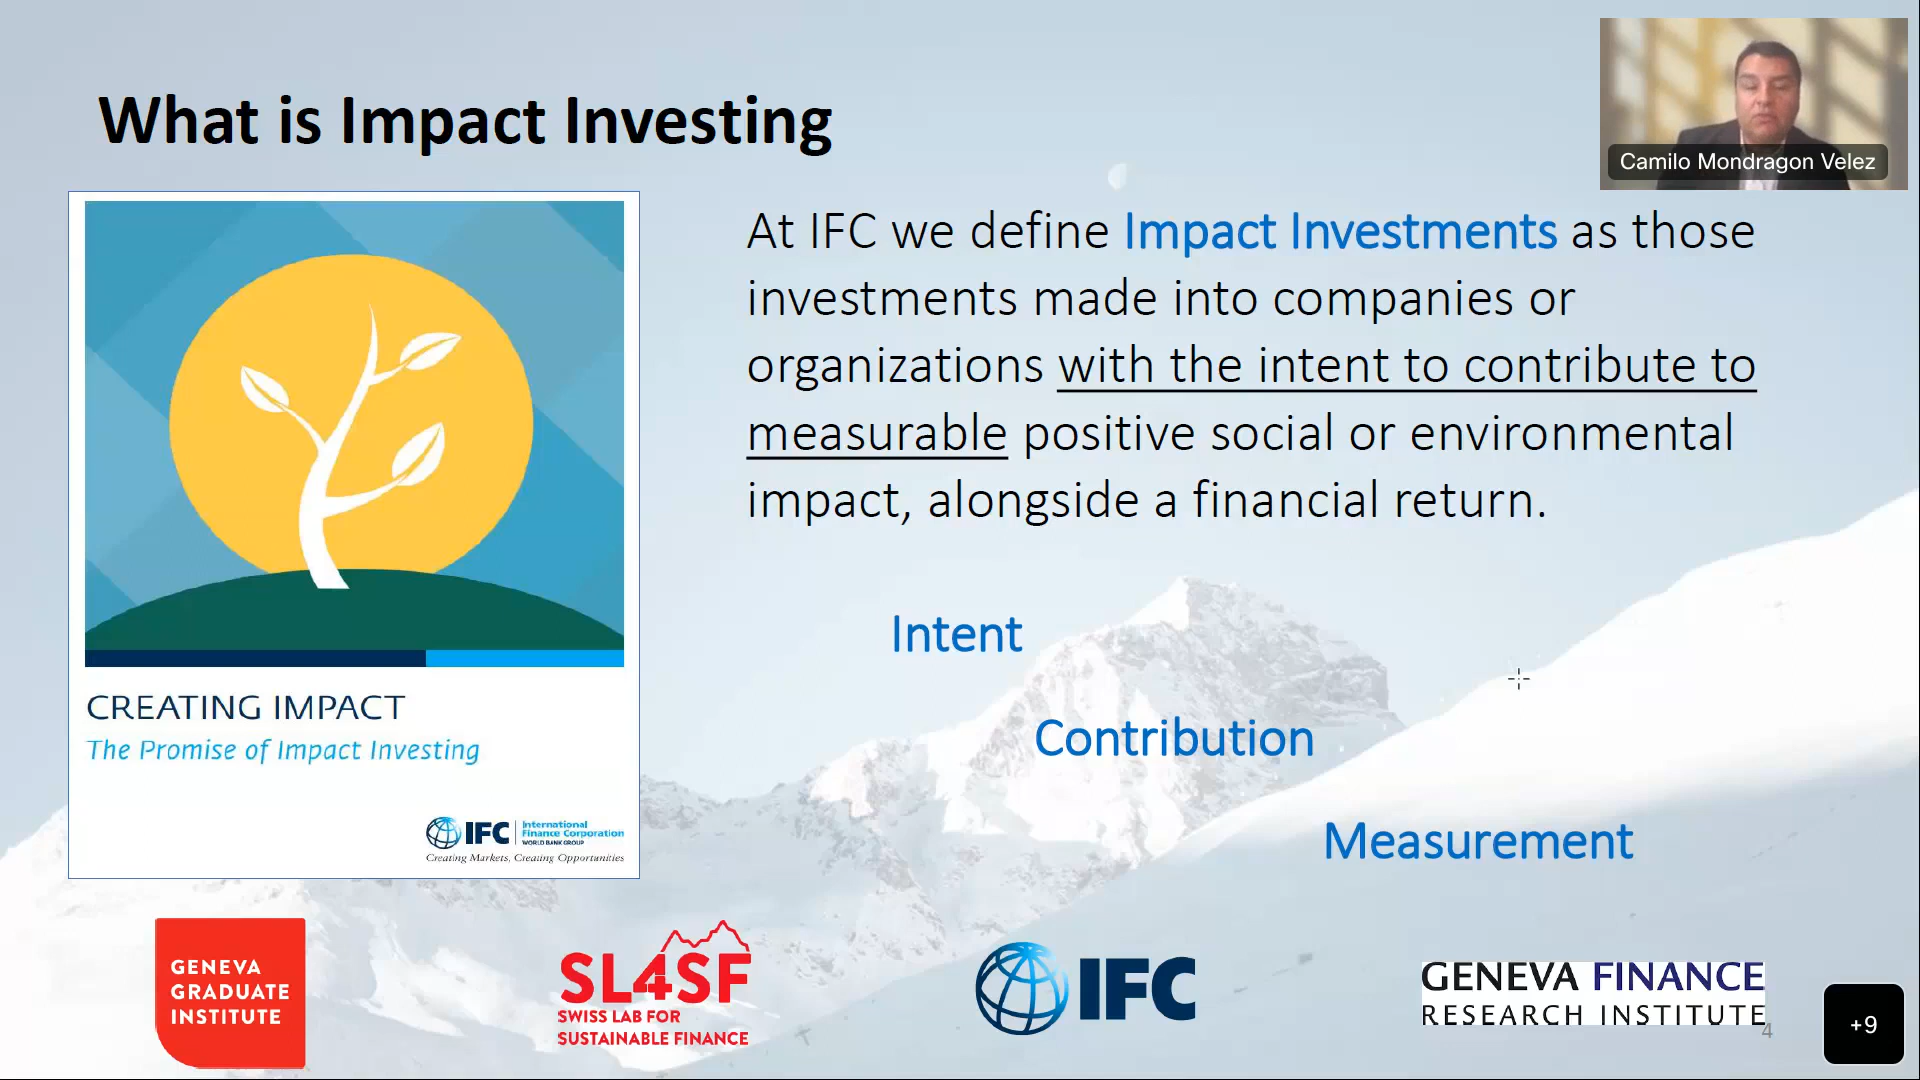 What is Impact Investing
Camilo Mondragon Velez
At IFC we define Impact Investments as those
investments made into companies or
organizations with the intent to contribute to
measurable positive social or environmental
impact, alongside a financial return.
Intent
Contribution
Measurement
CREATING IMPACT
The Promise of Impact Investing
IFC
International
Finance Corporation
WORLD BANK GROUP
Creating Markets, Creating Opportunities
GENEVA
GRADUATE
INSTITUTE
SL4SF
SWISS LAB FOR
SUSTAINABLE FINANCE
IFC
GENEVA FINANCE
RESEARCH INSTITUTE
4
+9